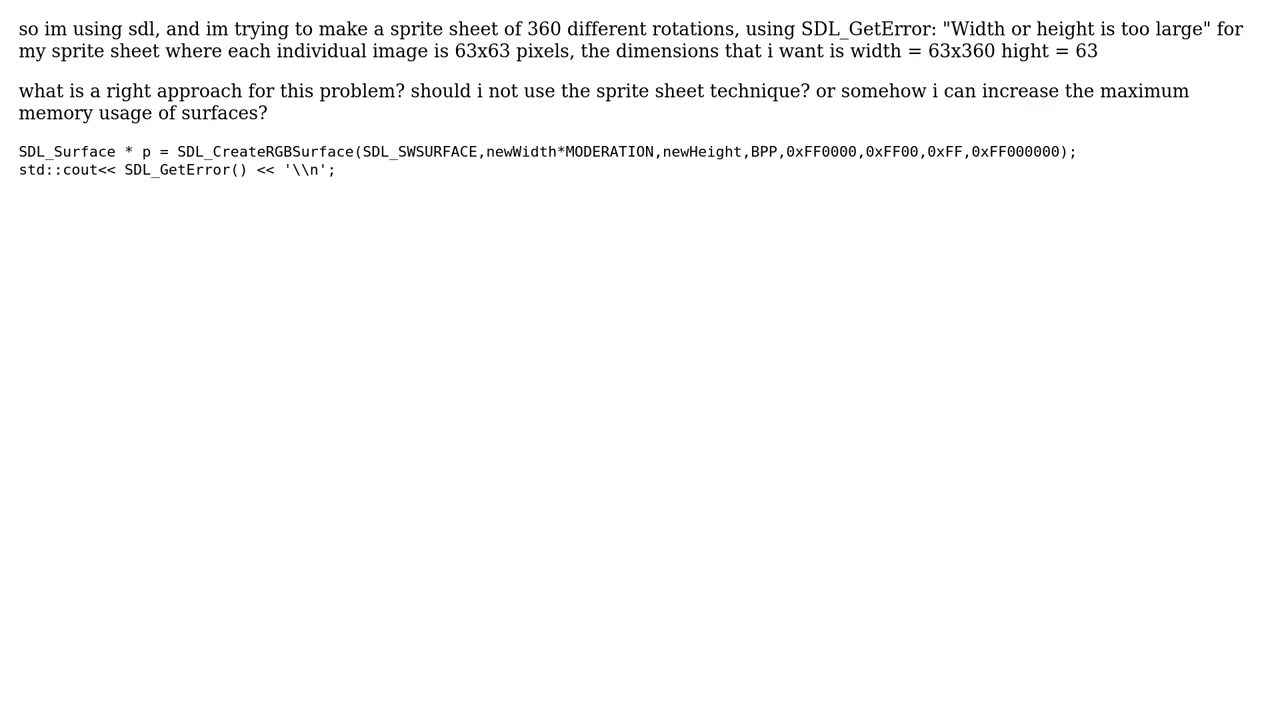 so im using sdl, and im trying to make a sprite sheet of 360 different rotations, using SDL_GetError: "Width or height is too large" for
my sprite sheet where each individual image is 63x63 pixels, the dimensions that i want is width = 63x360 hight = 63
what is a right approach for this problem? should i not use the sprite sheet technique? or somehow i can increase the maximum
memory usage of surfaces?
SDL_Surface * p = SDL_CreateRGBSurface(SDL_SWSURFACE,newWidth*MODERATION,newHeight,BPP,0xFF0000,0xFF00,0xFF,0xFF000000);
std::cout<< SDL_GetError() << '\\n';